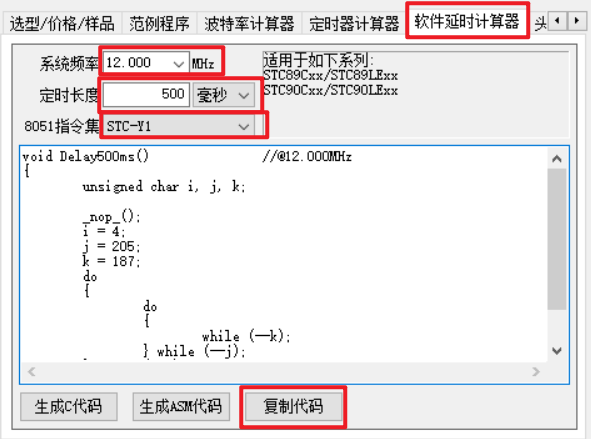 选型/价格/样品 范例程序 波特率计算器 定时器计算器 软件延时计算器 头
系统频率 12.000 MHz
适用于如下系列:
STC89Cxx/STC89LExx
STC90Cxx/STC90LExx
定时长度 500 毫秒
8051指令集 STC-Y1
void Delay500ms() //@12.000MHz
{
unsigned char i, j, k;
_nop_();
i = 4;
j = 205;
k = 187;
do
{
do
{
while (--k);
} while (--j);
生成C代码 生成ASM代码 复制代码